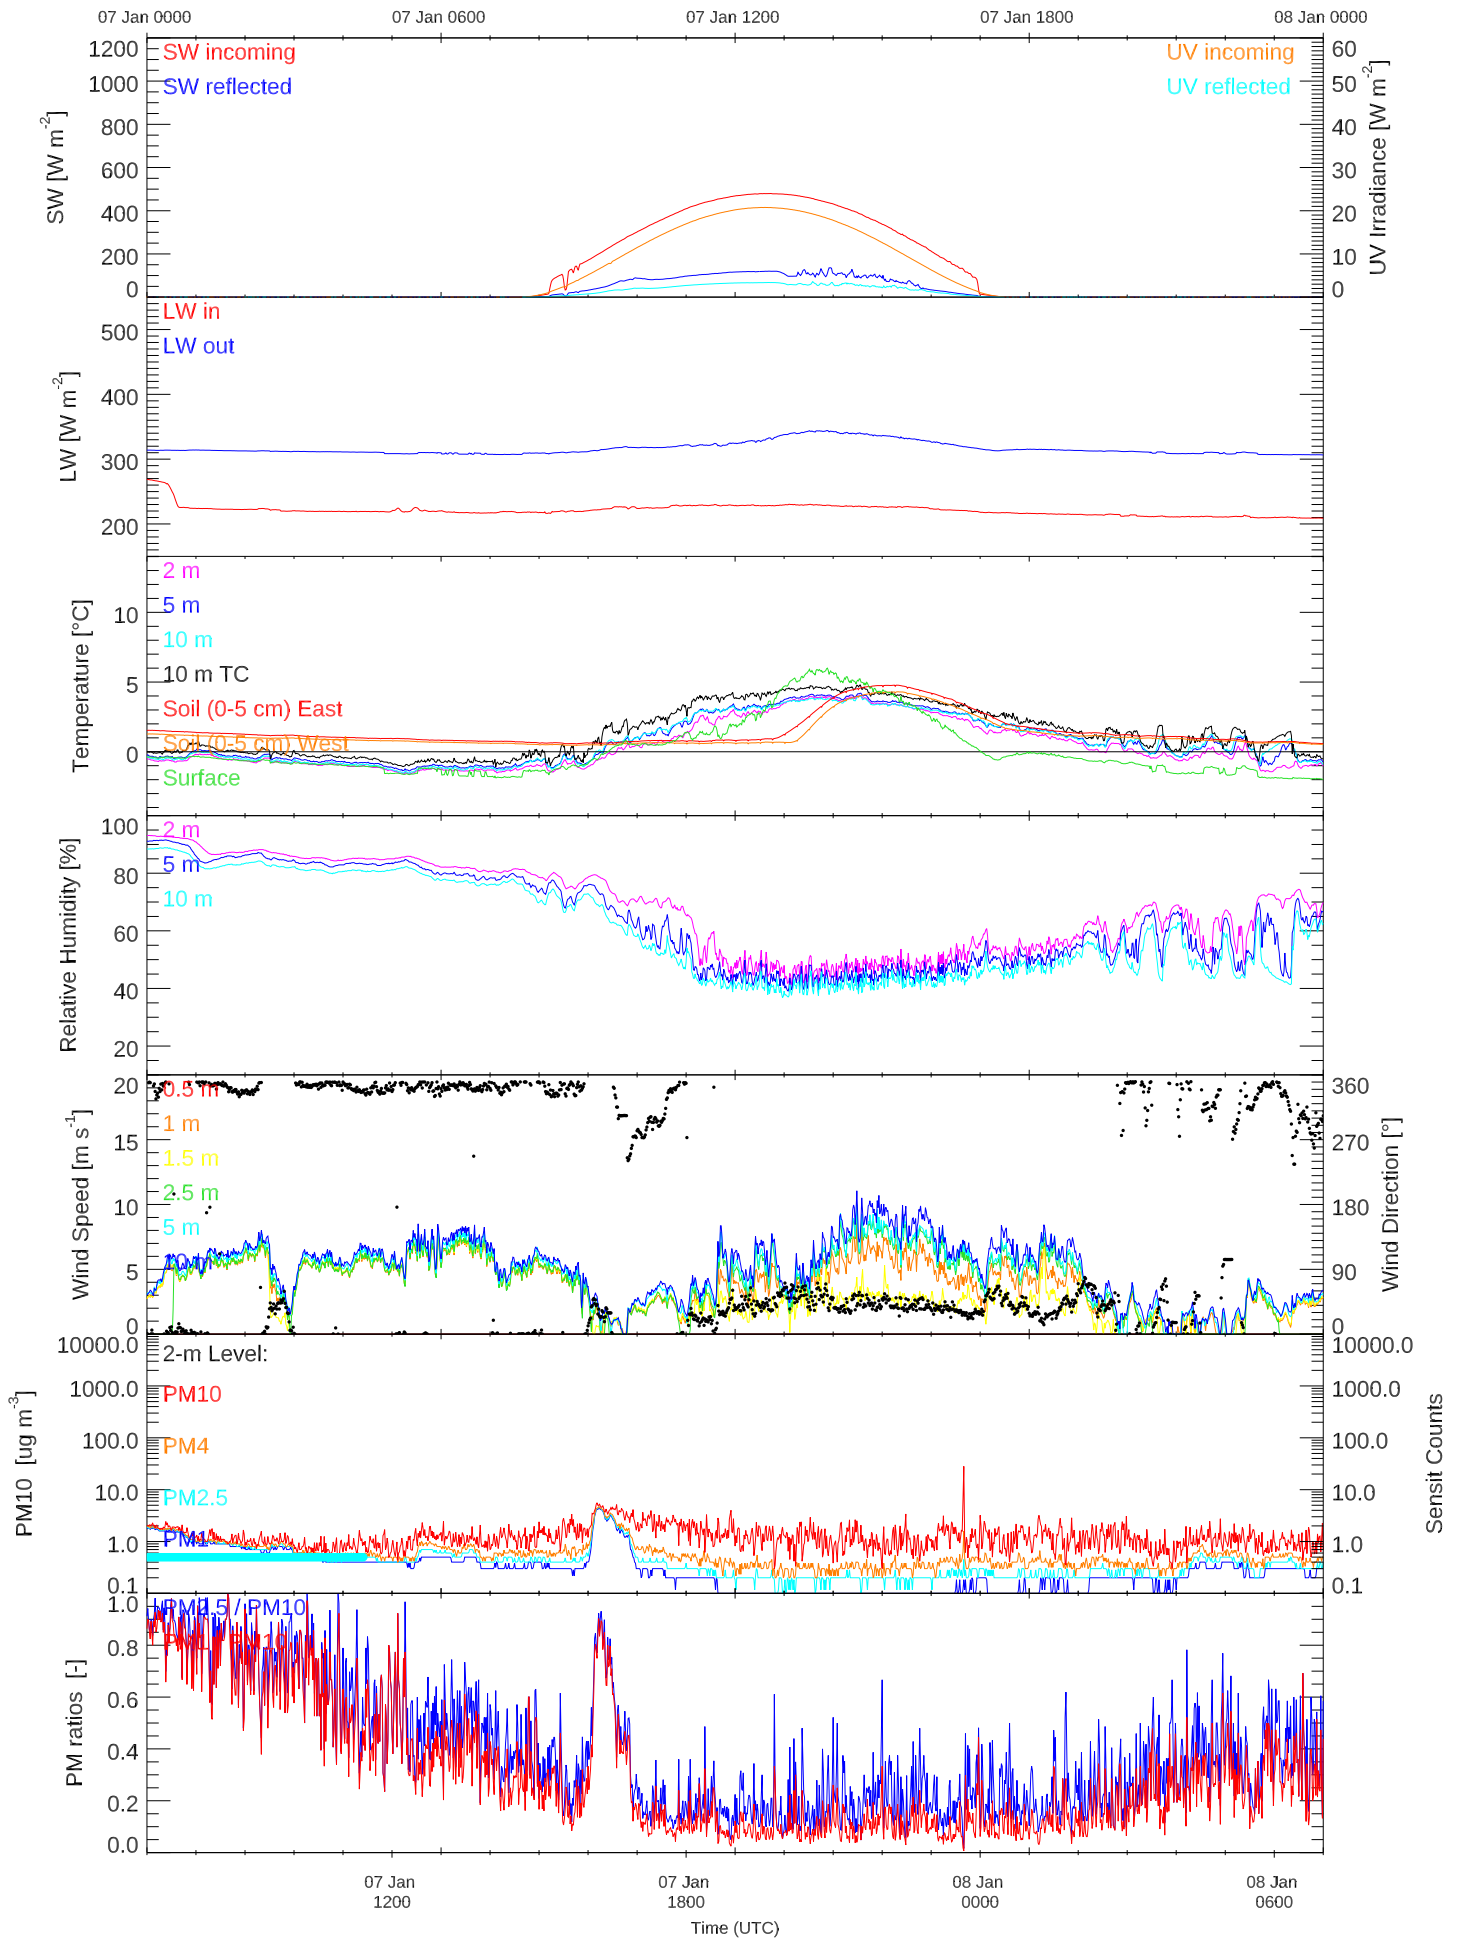 07 Jan 0000 07 Jan 0600 07 Jan 1200 07 Jan 1800 08 Jan 0000
SW [W m-2]
1200
1000
800
600
400
200
0
SW incoming
SW reflected
UV incoming
UV reflected
60
50
40
30
20
10
0
UV Irradiance [W m-2]
LW [W m-2]
500
400
300
200
LW in
LW out
Temperature [°C]
10
5
0
2 m
5 m
10 m
10 m TC
Soil (0-5 cm) East
Soil (0-5 cm) West
Surface
Relative Humidity [%]
100
80
60
40
20
2 m
5 m
10 m
Wind Speed [m s-1]
20
15
10
5
0
0.5 m
1 m
1.5 m
2.5 m
5 m
10 m
360
270
180
90
0
Wind Direction [°]
PM10 [ug m-3]
10000.0
1000.0
100.0
10.0
1.0
0.1
2-m Level:
PM10
PM4
PM2.5
PM1
10000.0
1000.0
100.0
10.0
1.0
0.1
Sensit Counts
PM ratios [-]
1.0
0.8
0.6
0.4
0.2
0.0
PM2.5 / PM10
PM1 / PM10
07 Jan 07 Jan 08 Jan 08 Jan
1200 1800 0000 0600
Time (UTC)